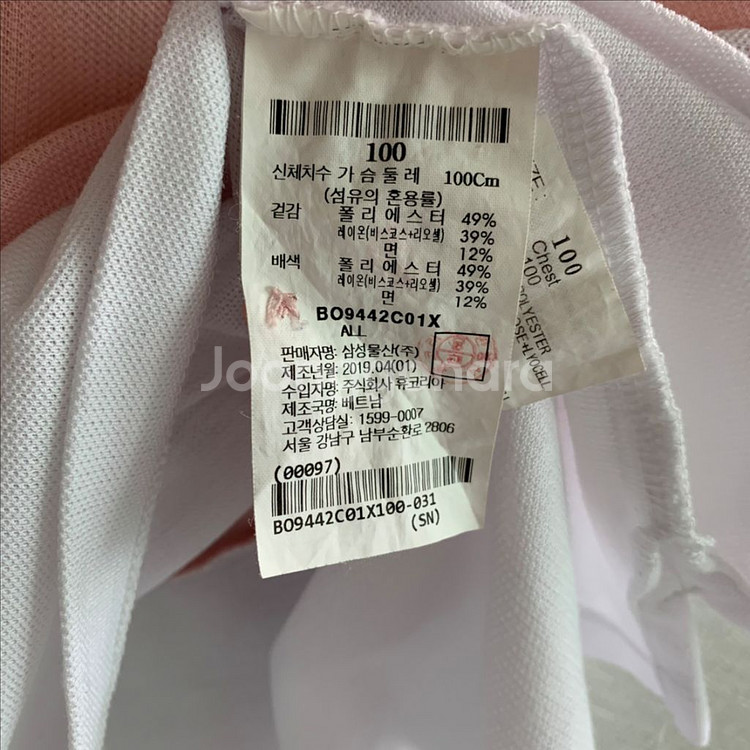 100
신체치수 가슴둘레 100Cm
(섬유의 혼용률)
겉감 폴리에스터 49%
레이온(비스코스+리오셀) 39%
면 12%
배색 폴리에스터 49%
레이온(비스코스+리오셀) 39%
면 12%
BO9442C01X
ALL
판매자명: 삼성물산(주)
제조년월: 2019.04(01)
수입자명: 주식회사 휴코리아
제조국명: 베트남
고객상담실: 1599-0007
서울 강남구 남부순환로 2806
(00097)
BO9442C01X100-031
(SN)
100
Chest
100